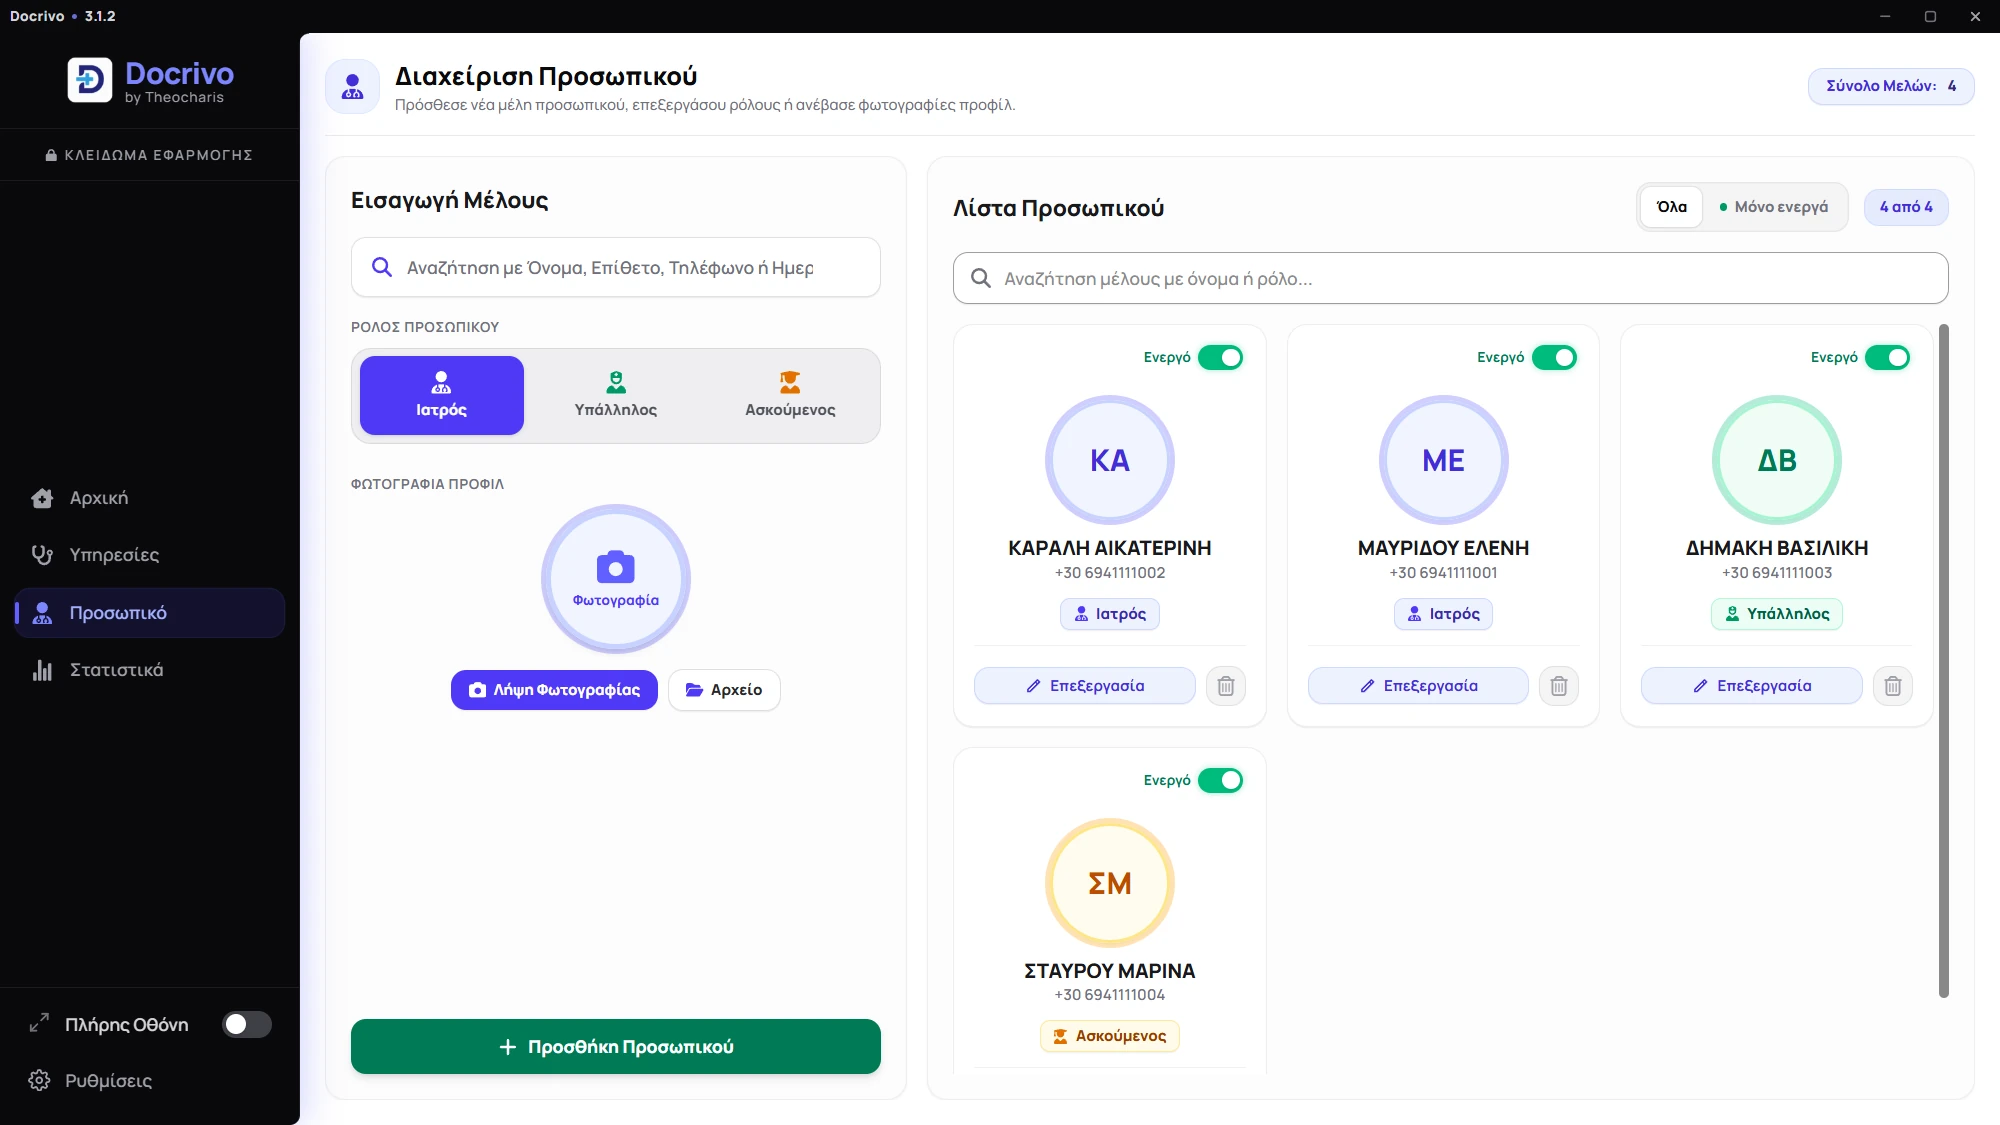 Docrivo • 3.1.2
Docrivo
by Theocharis
ΚΛΕΙΔΩΜΑ ΕΦΑΡΜΟΓΗΣ
Αρχική
Υπηρεσίες
Προσωπικό
Στατιστικά
Πλήρης Οθόνη
Ρυθμίσεις
Διαχείριση Προσωπικού
Πρόσθεσε νέα μέλη προσωπικού, επεξεργάσου ρόλους ή ανέβασε φωτογραφίες προφίλ.
Σύνολο Μελών: 4
Εισαγωγή Μέλους
Αναζήτηση με Όνομα, Επίθετο, Τηλέφωνο ή Ημερ
ΡΟΛΟΣ ΠΡΟΣΩΠΙΚΟΥ
Ιατρός
Υπάλληλος
Ασκούμενος
ΦΩΤΟΓΡΑΦΙΑ ΠΡΟΦΙΛ
Φωτογραφία
Λήψη Φωτογραφίας
Αρχείο
Προσθήκη Προσωπικού
Λίστα Προσωπικού
Όλα
Μόνο ενεργά
4 από 4
Αναζήτηση μέλους με όνομα ή ρόλο...
Ενεργό
ΚΑ
ΚΑΡΑΛΗ ΑΙΚΑΤΕΡΙΝΗ
+30 6941111002
Ιατρός
Επεξεργασία
Ενεργό
ΜΕ
ΜΑΥΡΙΔΟΥ ΕΛΕΝΗ
+30 6941111001
Ιατρός
Επεξεργασία
Ενεργό
ΔΒ
ΔΗΜΑΚΗ ΒΑΣΙΛΙΚΗ
+30 6941111003
Υπάλληλος
Επεξεργασία
Ενεργό
ΣΜ
ΣΤΑΥΡΟΥ ΜΑΡΙΝΑ
+30 6941111004
Ασκούμενος